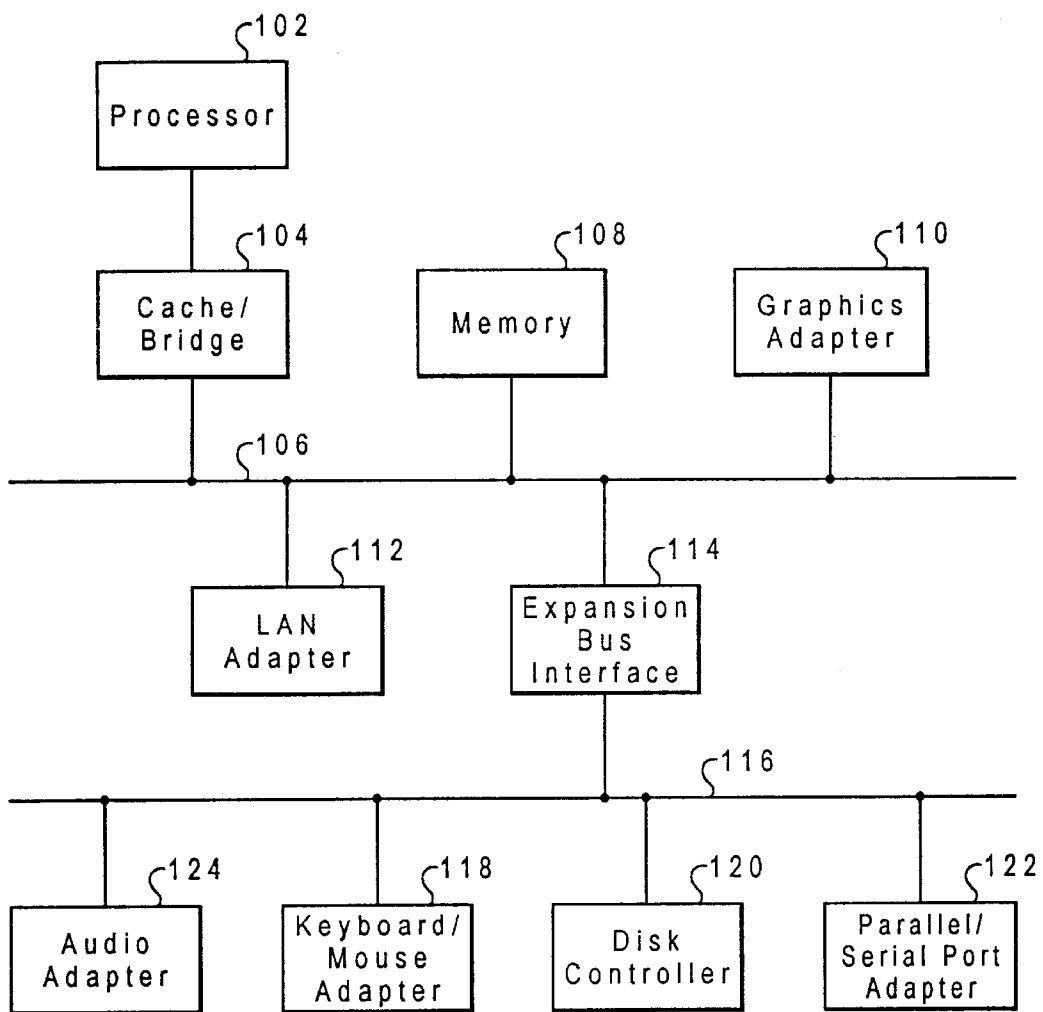 102
Processor
104
Cache/
Bridge
108
Memory
110
Graphics
Adapter
106
112
LAN
Adapter
114
Expansion
Bus
Interface
116
124
Audio
Adapter
118
Keyboard/
Mouse
Adapter
120
Disk
Controller
122
Parallel/
Serial Port
Adapter